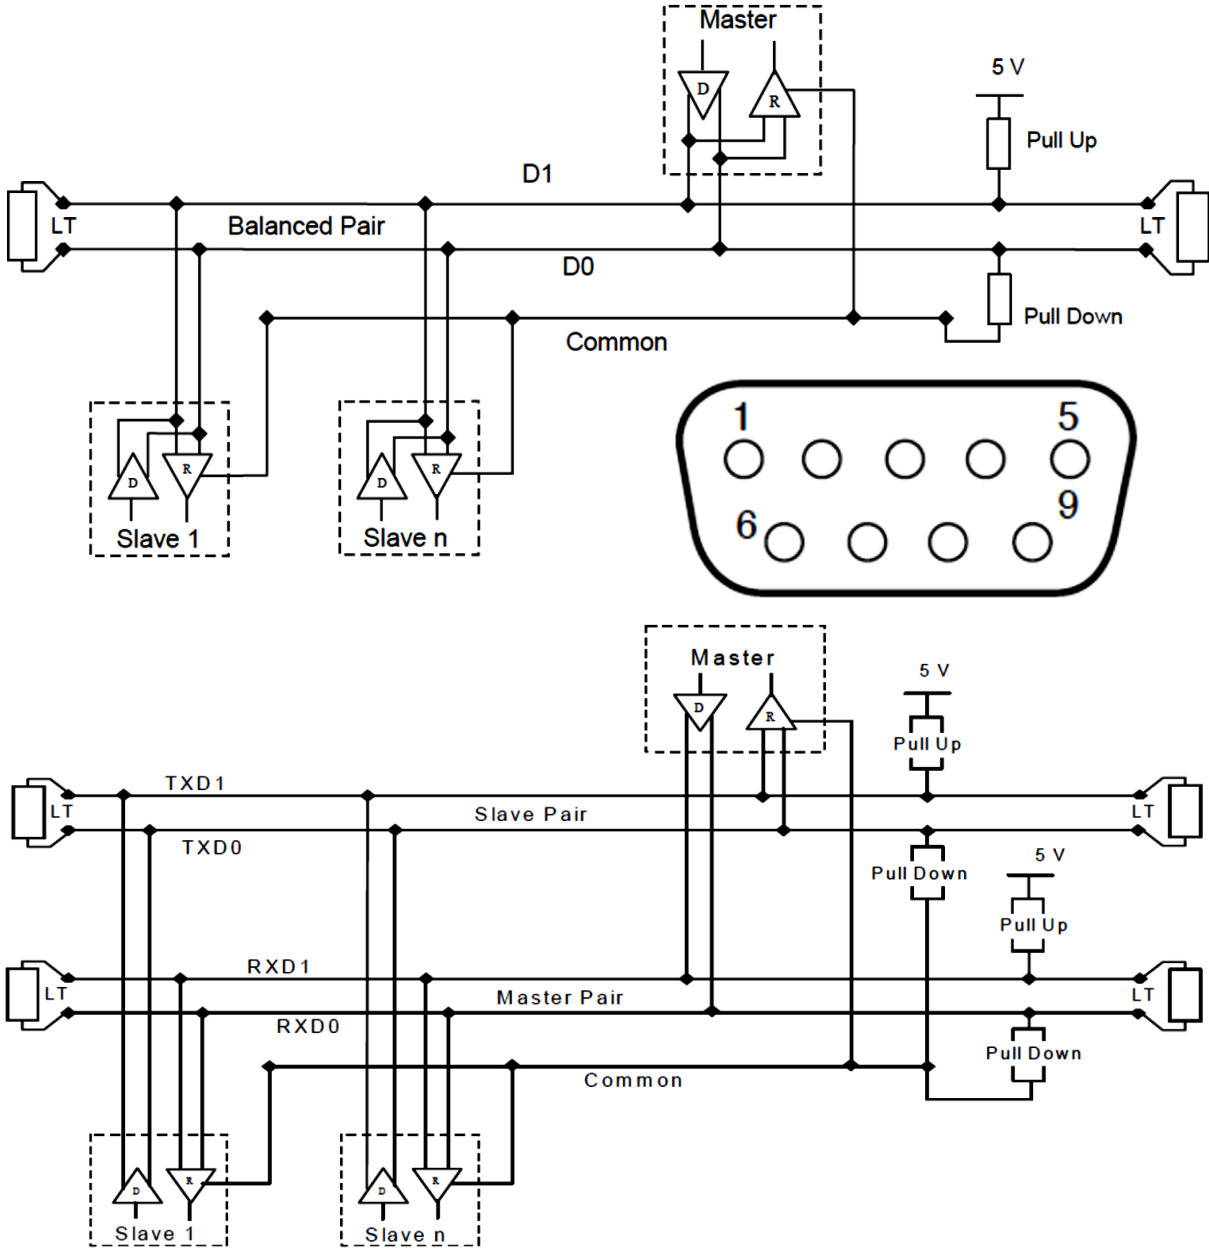 Master
D
R
5 V
Pull Up
D1
LT
Balanced Pair
LT
D0
Pull Down
Common
1
5
R
D
R
D
6
9
Slave 1
Slave n
Master
5 V
D
R
Pull Up
TXD1
LT
Slave Pair
LT
TXD0
5 V
Pull Down
Pull Up
RXD1
LT
Master Pair
LT
RXD0
Pull Down
Common
D
R
D
R
Slave 1
Slave n